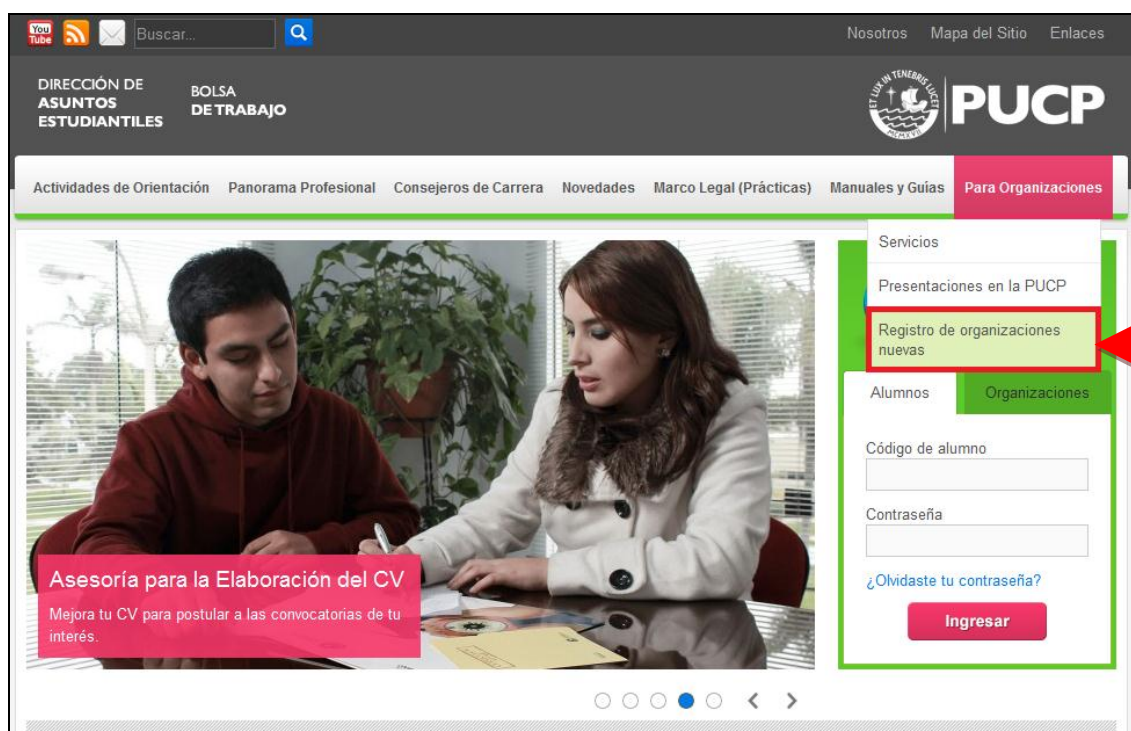 You
Tube
Buscar...
Nosotros Mapa del Sitio Enlaces
DIRECCIÓN DE
ASUNTOS
ESTUDIANTILES
BOLSA
DE TRABAJO
ET LUX IN TENEBRIS LUCET
MCMXVII
PUCP
Actividades de Orientación Panorama Profesional Consejeros de Carrera Novedades Marco Legal (Prácticas) Manuales y Guías Para Organizaciones
Servicios
Presentaciones en la PUCP
Registro de organizaciones
nuevas
Alumnos Organizaciones
Código de alumno
Contraseña
¿Olvidaste tu contraseña?
Ingresar
Asesoría para la Elaboración del CV
Mejora tu CV para postular a las convocatorias de tu
interés.